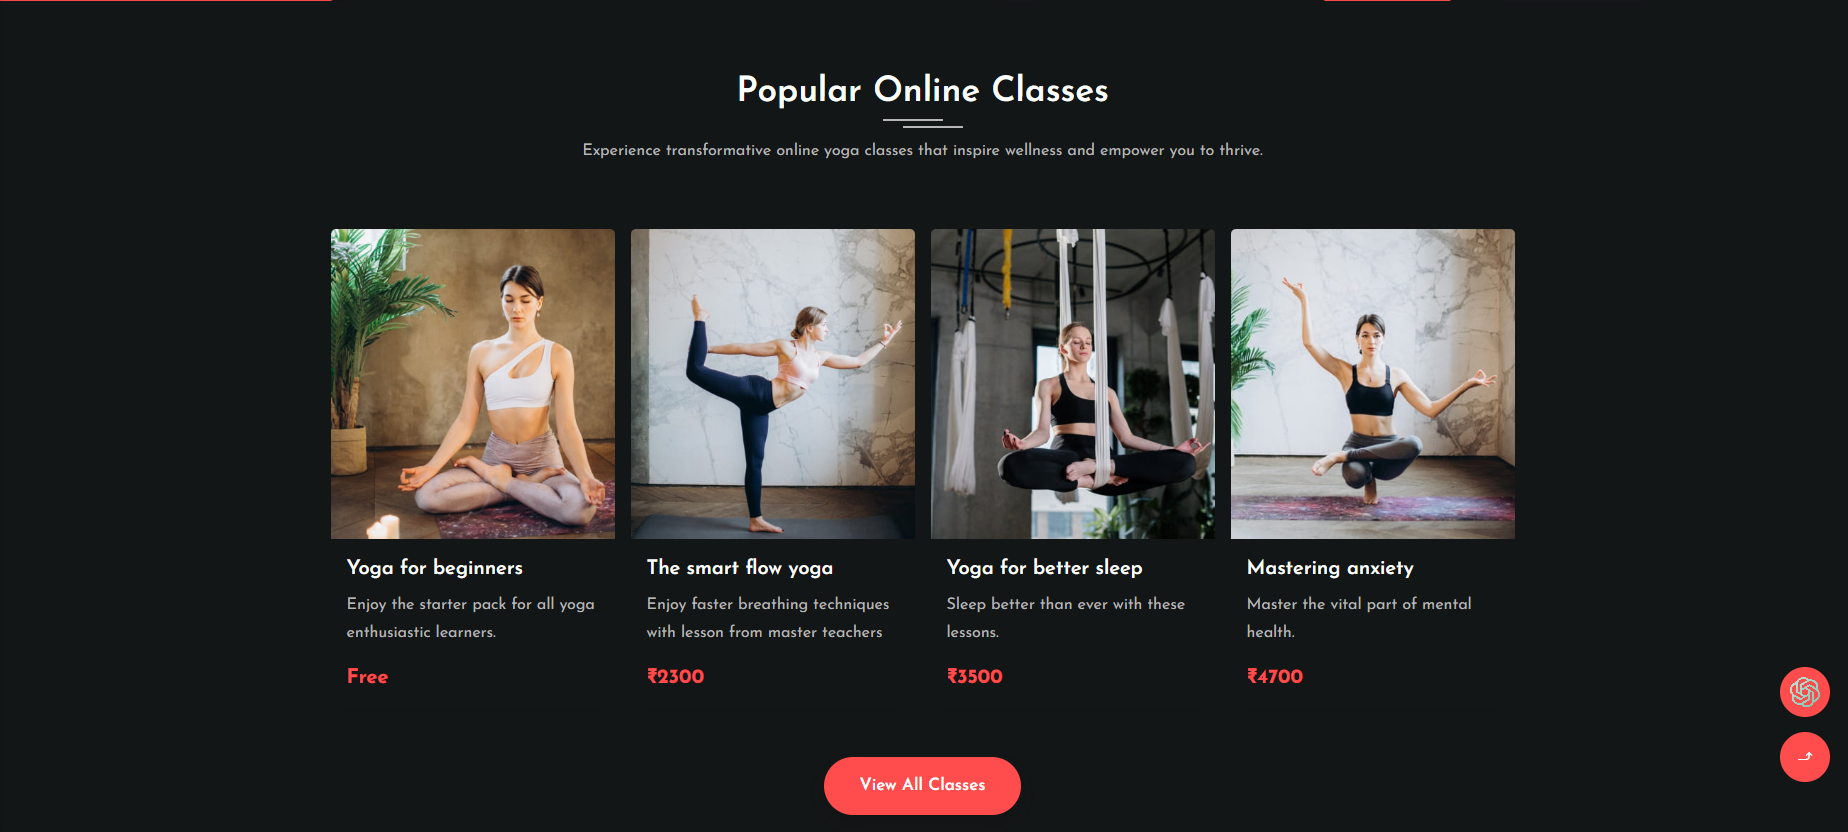 Popular Online Classes
Experience transformative online yoga classes that inspire wellness and empower you to thrive.
Yoga for beginners
Enjoy the starter pack for all yoga
enthusiastic learners.
Free
The smart flow yoga
Enjoy faster breathing techniques
with lesson from master teachers
₹2300
Yoga for better sleep
Sleep better than ever with these
lessons.
₹3500
Mastering anxiety
Master the vital part of mental
health.
₹4700
View All Classes